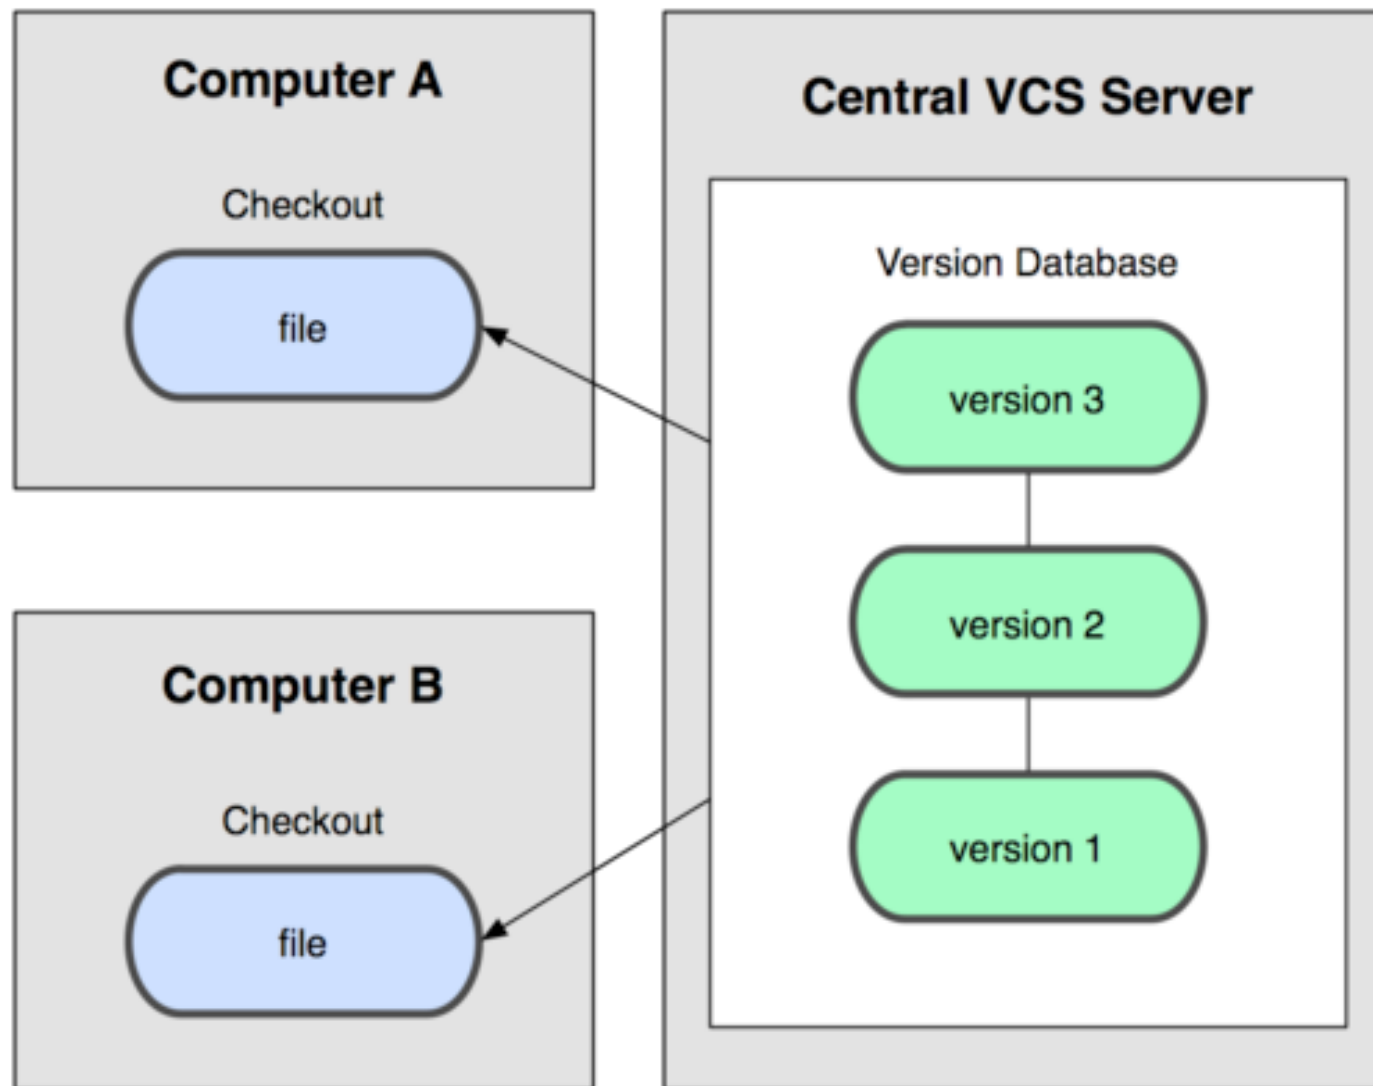 Computer A
Checkout
file
Computer B
Checkout
file
Central VCS Server
Version Database
version 3
version 2
version 1